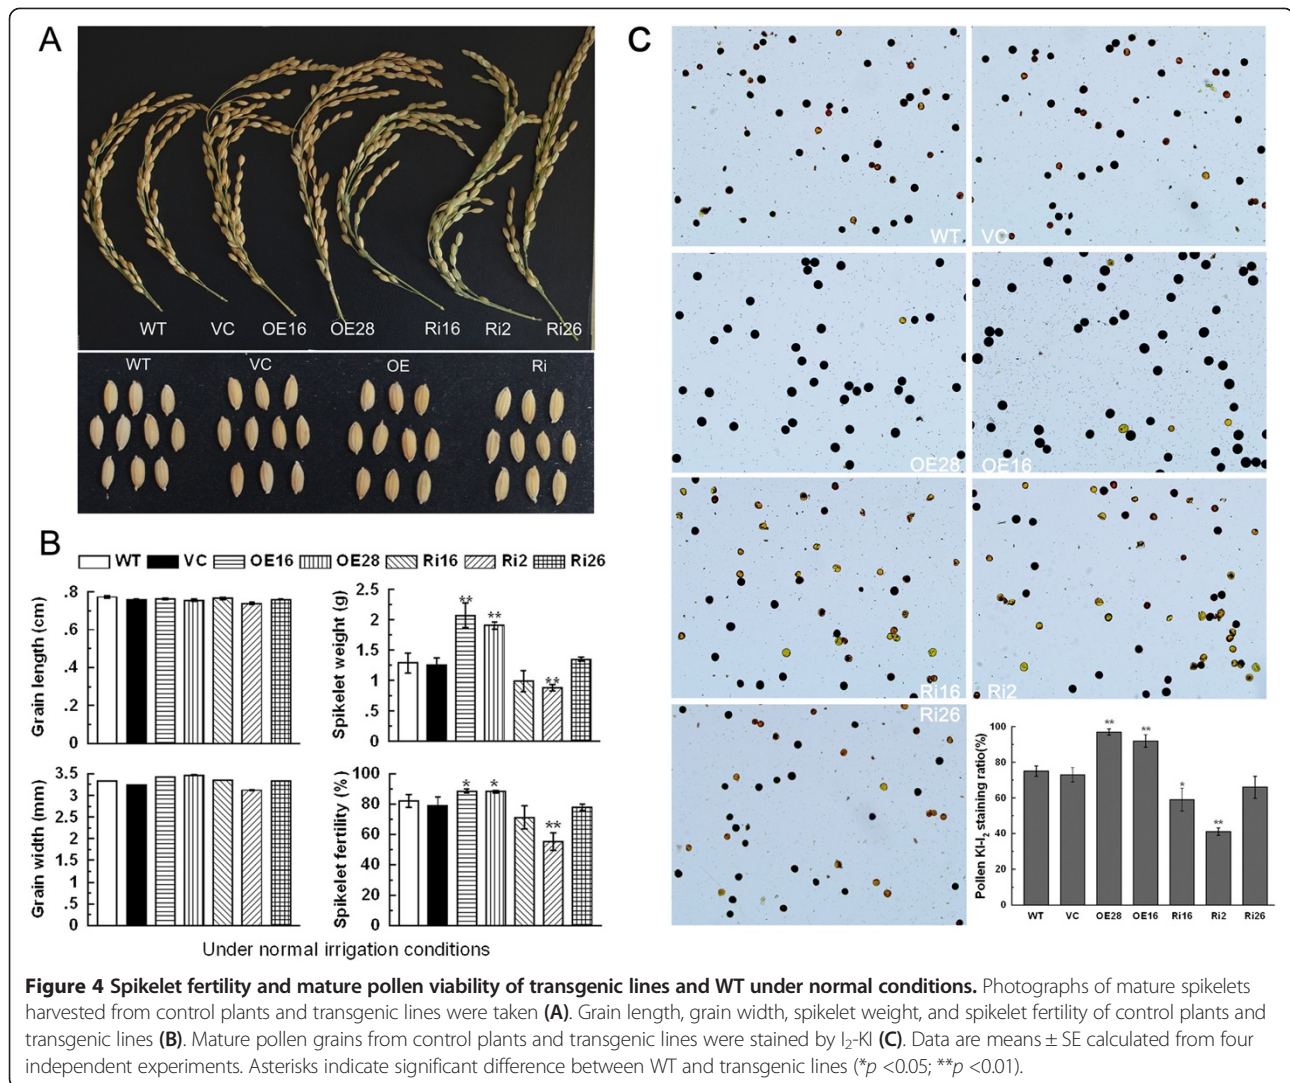 A
WT VC OE16 OE28 Ri16 Ri2 Ri26
WT VC OE Ri
B
WT VC OE16 OE28 Ri16 Ri2 Ri26
Grain length (cm)
.8
.6
.4
.2
0
Spikelet weight (g)
2.5
2
1.5
1
.5
0
** ** **
Grain width (mm)
3.5
3
2.5
2
1.5
1
.5
0
Spikelet fertility (%)
100
80
60
40
20
0
* * **
Under normal irrigation conditions
C
WT
VC
OE28
OE16
Ri16
Ri2
Ri26
Pollen KI-I₂ staining ratio(%)
100
80
60
40
20
0
** ** * **
WT VC OE28 OE16 Ri16 Ri2 Ri26
Figure 4 Spikelet fertility and mature pollen viability of transgenic lines and WT under normal conditions. Photographs of mature spikelets
harvested from control plants and transgenic lines were taken (A). Grain length, grain width, spikelet weight, and spikelet fertility of control plants and
transgenic lines (B). Mature pollen grains from control plants and transgenic lines were stained by I₂-KI (C). Data are means ± SE calculated from four
independent experiments. Asterisks indicate significant difference between WT and transgenic lines (*p <0.05; **p <0.01).